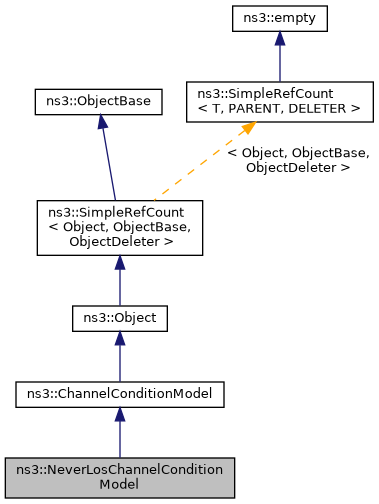 ns3::empty
ns3::SimpleRefCount
< T, PARENT, DELETER >
ns3::ObjectBase
< Object, ObjectBase,
ObjectDeleter >
ns3::SimpleRefCount
< Object, ObjectBase,
ObjectDeleter >
ns3::Object
ns3::ChannelConditionModel
ns3::NeverLosChannelCondition
Model